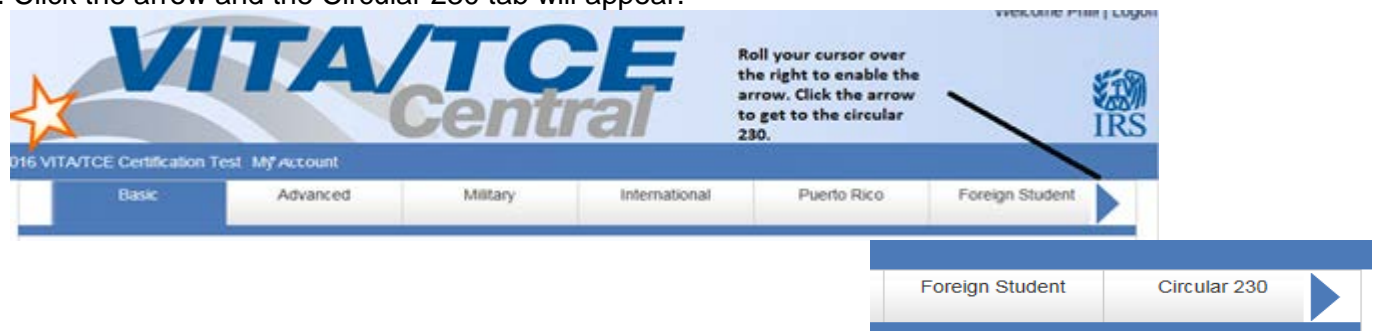 Click the arrow and the Circular 230 tab will appear.
Welcome Phill | Logon
VITA/TCE
Central
Roll your cursor over
the right to enable the
arrow. Click the arrow
to get to the circular
230.
IRS
016 VITA/TCE Certification Test My Account
Basic Advanced Military International Puerto Rico Foreign Student
Foreign Student Circular 230